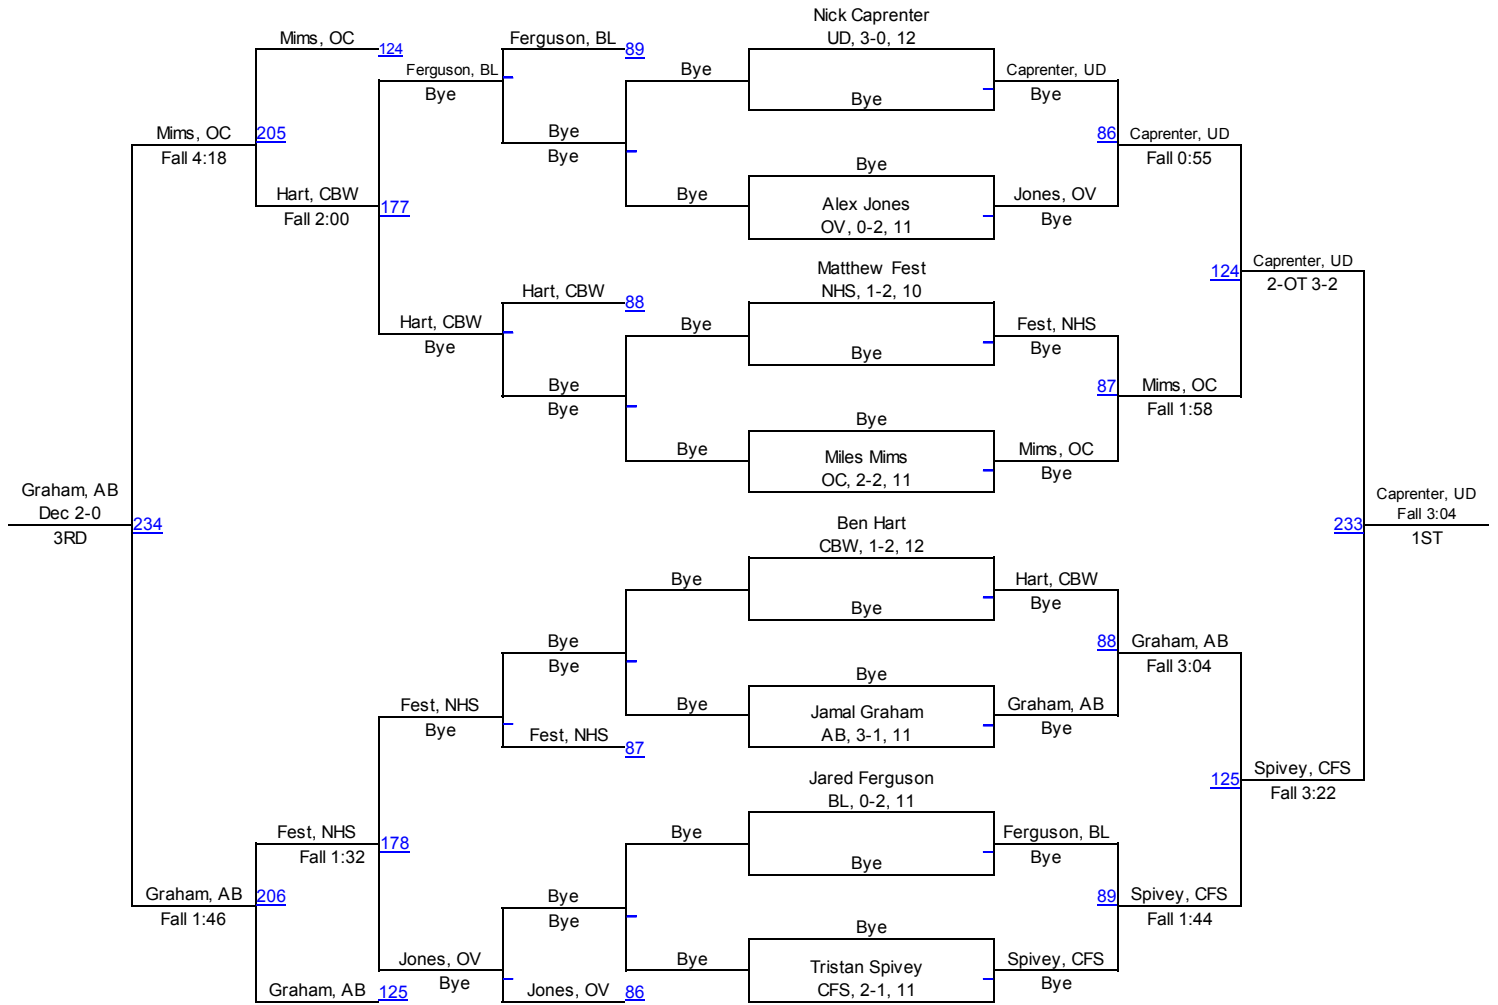 Nick Caprenter
UD, 3-0, 12
Mims, OC
124
Ferguson, BL
89
Ferguson, BL
Bye
Bye
Bye
Caprenter, UD
Bye
Mims, OC
205
Fall 4:18
Bye
Bye
86
Caprenter, UD
Fall 0:55
Bye
Hart, CBW
177
Fall 2:00
Bye
Alex Jones
OV, 0-2, 11
Jones, OV
Bye
Matthew Fest
NHS, 1-2, 10
124
Caprenter, UD
2-OT 3-2
Hart, CBW
88
Hart, CBW
Bye
Bye
Bye
Fest, NHS
Bye
Bye
Bye
87
Mims, OC
Fall 1:58
Bye
Bye
Miles Mims
OC, 2-2, 11
Mims, OC
Bye
Graham, AB
Dec 2-0
234
3RD
Caprenter, UD
Fall 3:04
233
1ST
Ben Hart
CBW, 1-2, 12
Bye
Bye
Hart, CBW
Bye
Bye
Bye
88
Graham, AB
Fall 3:04
Bye
Fest, NHS
Bye
Bye
Jamal Graham
AB, 3-1, 11
Graham, AB
Bye
Fest, NHS
87
Jared Ferguson
BL, 0-2, 11
125
Spivey, CFS
Fall 3:22
Fest, NHS
178
Fall 1:32
Bye
Bye
Ferguson, BL
Bye
Graham, AB
206
Fall 1:46
Bye
Bye
89
Spivey, CFS
Fall 1:44
Bye
Jones, OV
Bye
Bye
Tristan Spivey
CFS, 2-1, 11
Spivey, CFS
Bye
Graham, AB
125
Jones, OV
86